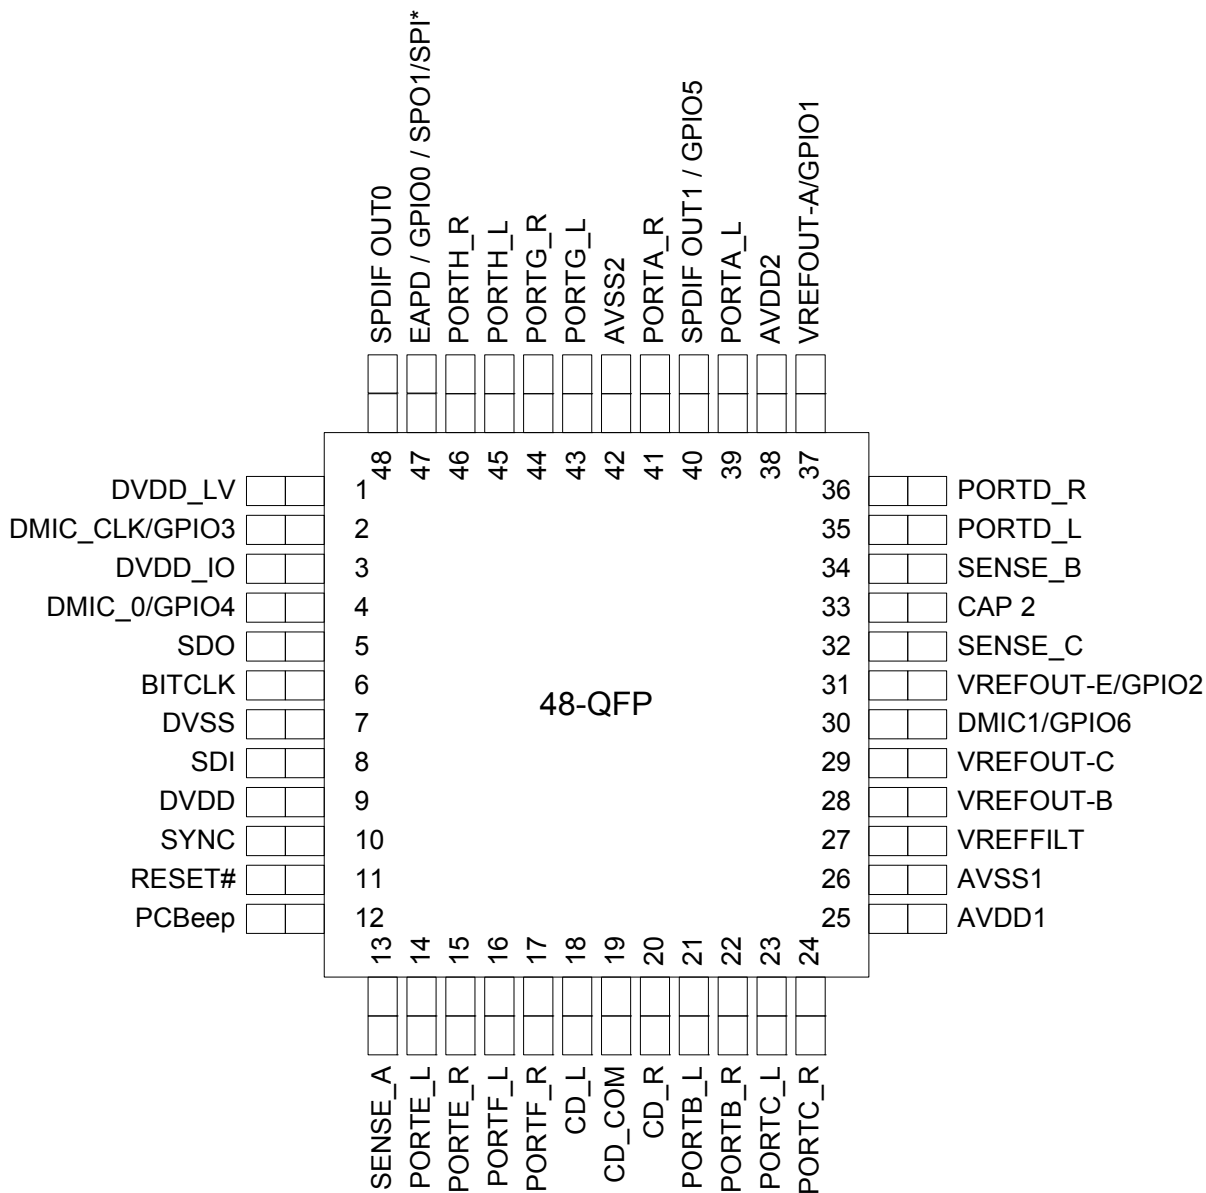 SPDIF OUT0
EAPD / GPIO0 / SPO1/SPI*
PORTH_R
PORTH_L
PORTG_R
PORTG_L
AVSS2
PORTA_R
SPDIF OUT1 / GPIO5
PORTA_L
AVDD2
VREFOUT-A/GPIO1
48 47 46 45 44 43 42 41 40 39 38 37
DVDD_LV 1
DMIC_CLK/GPIO3 2
DVDD_IO 3
DMIC_0/GPIO4 4
SDO 5
BITCLK 6
DVSS 7
SDI 8
DVDD 9
SYNC 10
RESET# 11
PCBeep 12
48-QFP
36 PORTD_R
35 PORTD_L
34 SENSE_B
33 CAP 2
32 SENSE_C
31 VREFOUT-E/GPIO2
30 DMIC1/GPIO6
29 VREFOUT-C
28 VREFOUT-B
27 VREFFILT
26 AVSS1
25 AVDD1
13 14 15 16 17 18 19 20 21 22 23 24
SENSE_A
PORTE_L
PORTE_R
PORTF_L
PORTF_R
CD_L
CD_COM
CD_R
PORTB_L
PORTB_R
PORTC_L
PORTC_R